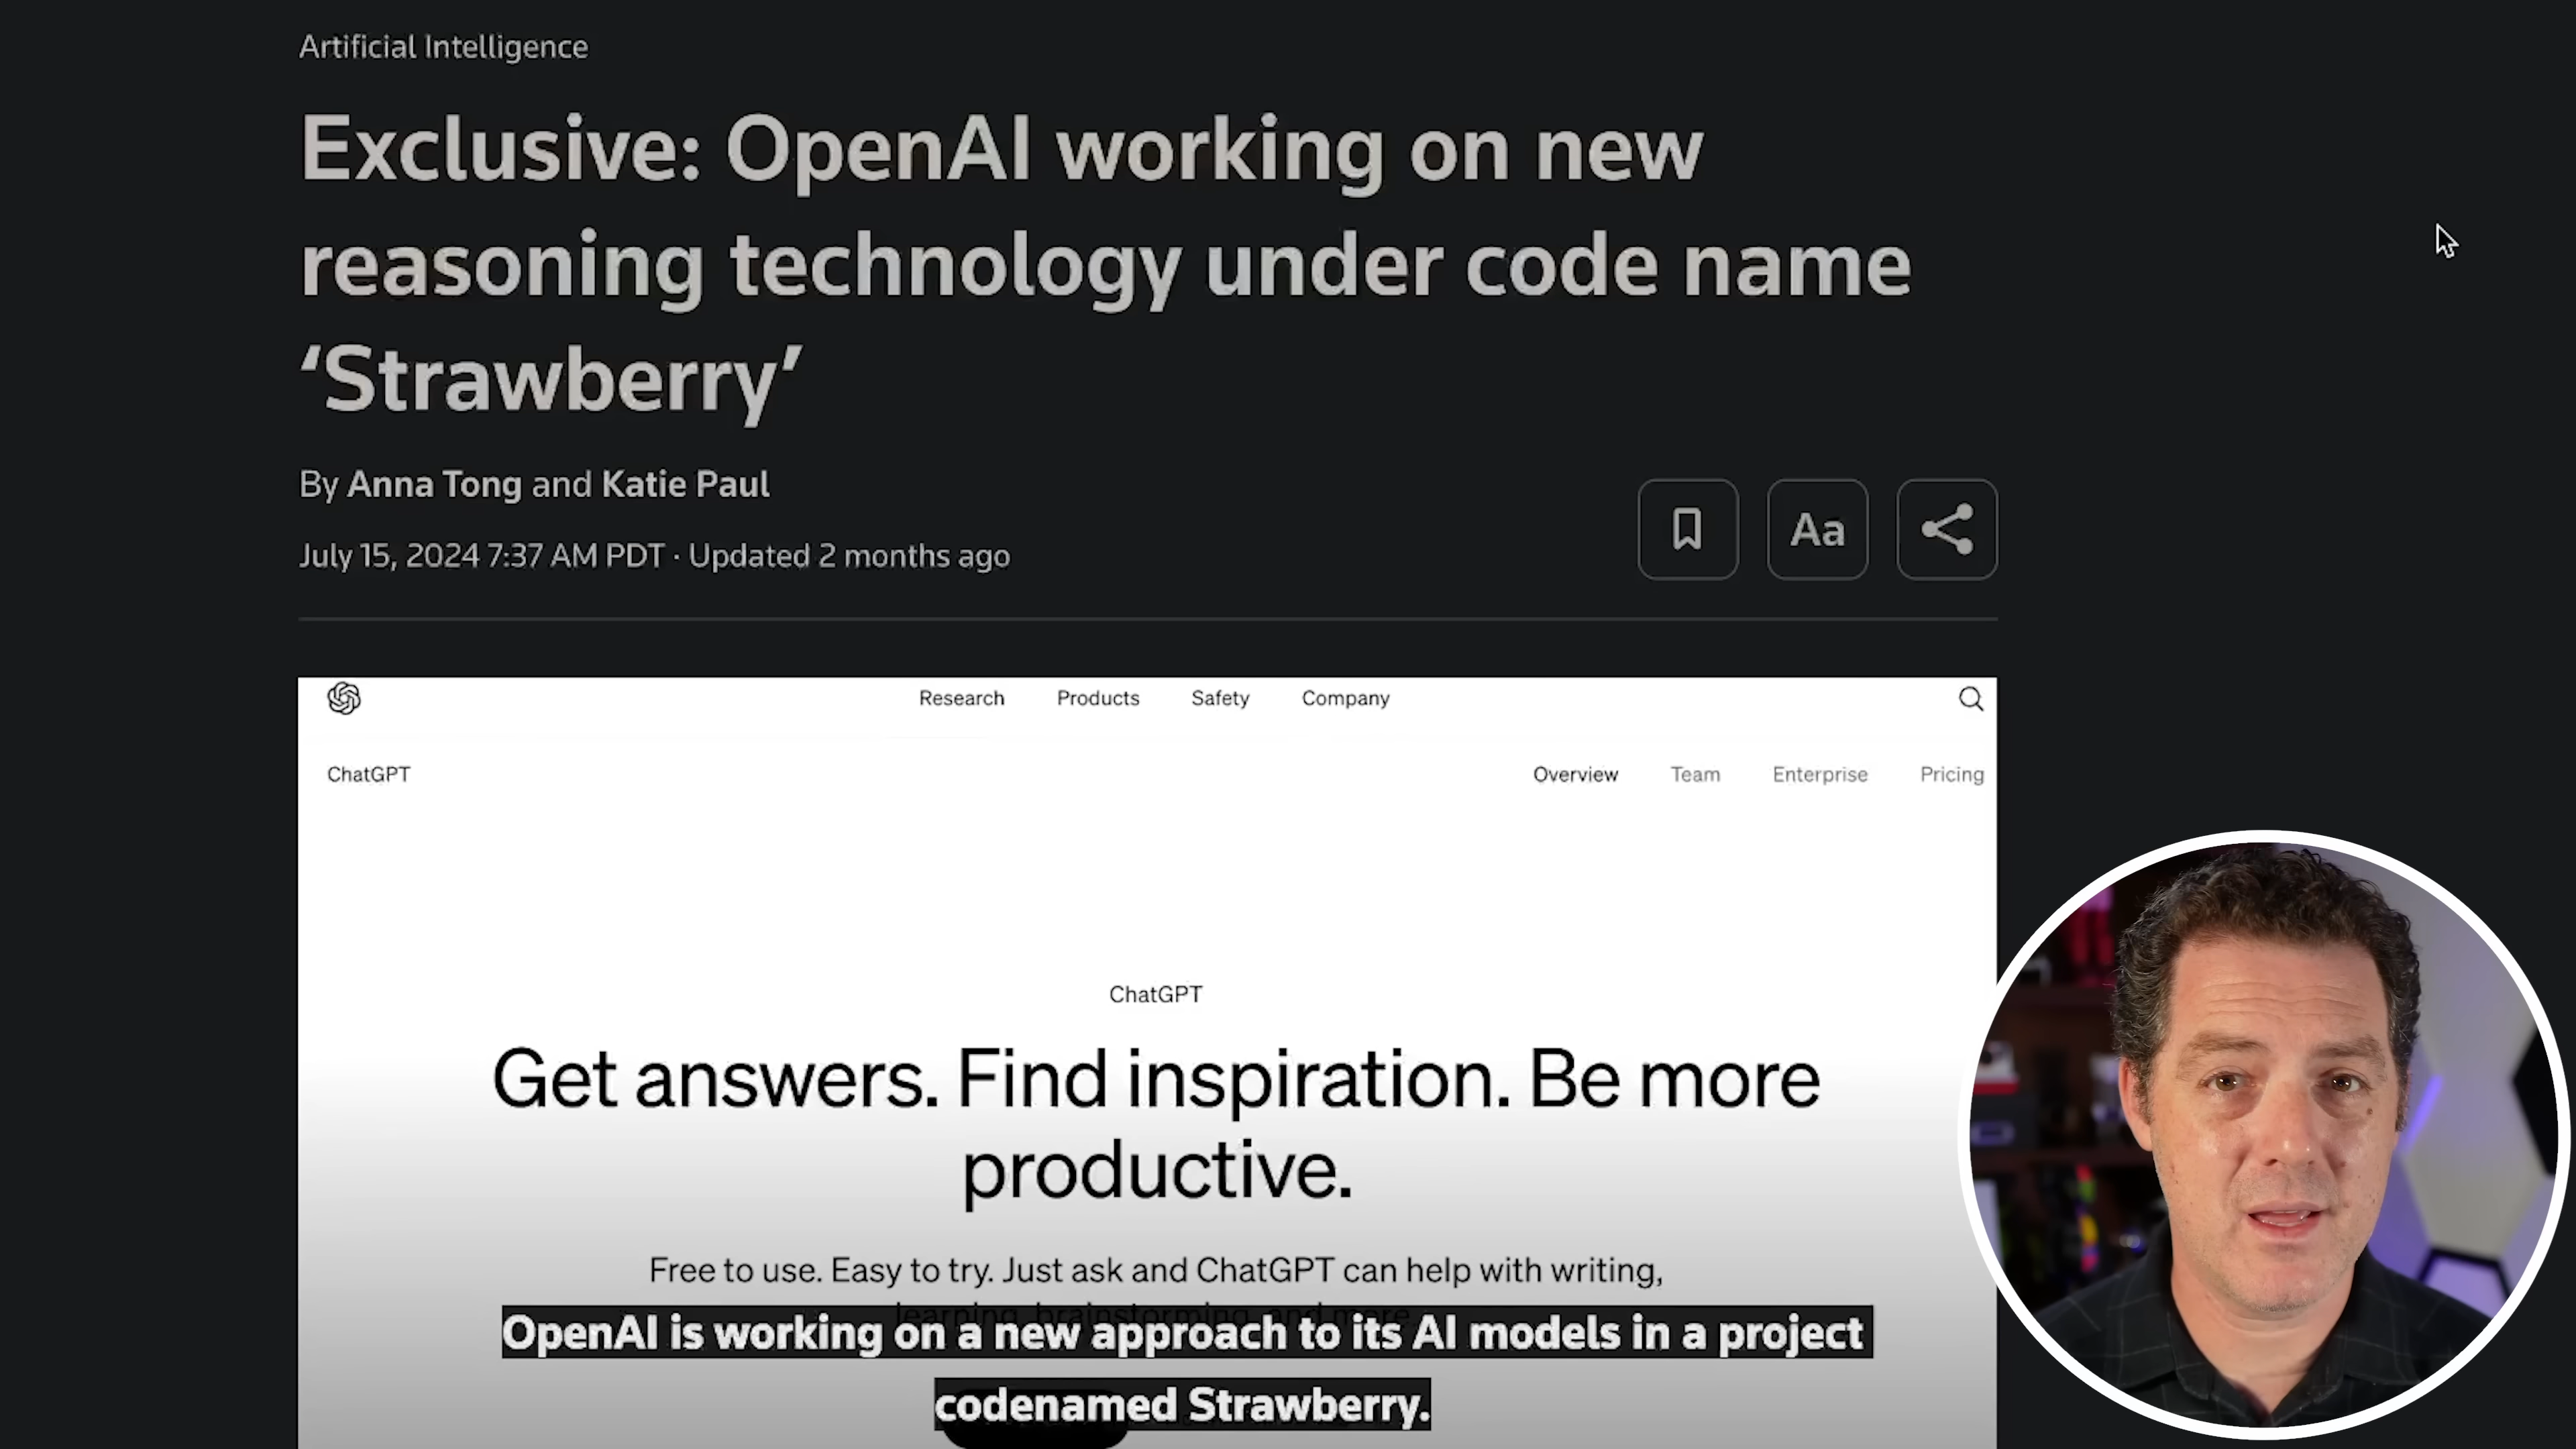 Artificial Intelligence
Exclusive: OpenAI working on new
reasoning technology under code name
‘Strawberry’
By Anna Tong and Katie Paul
July 15, 2024 7:37 AM PDT · Updated 2 months ago
Aa
Research Products Safety Company
ChatGPT
Overview Team Enterprise Pricing
ChatGPT
Get answers. Find inspiration. Be more
productive.
Free to use. Easy to try. Just ask and ChatGPT can help with writing,
learning, brainstorming, and more.
OpenAI is working on a new approach to its AI models in a project
codenamed Strawberry.